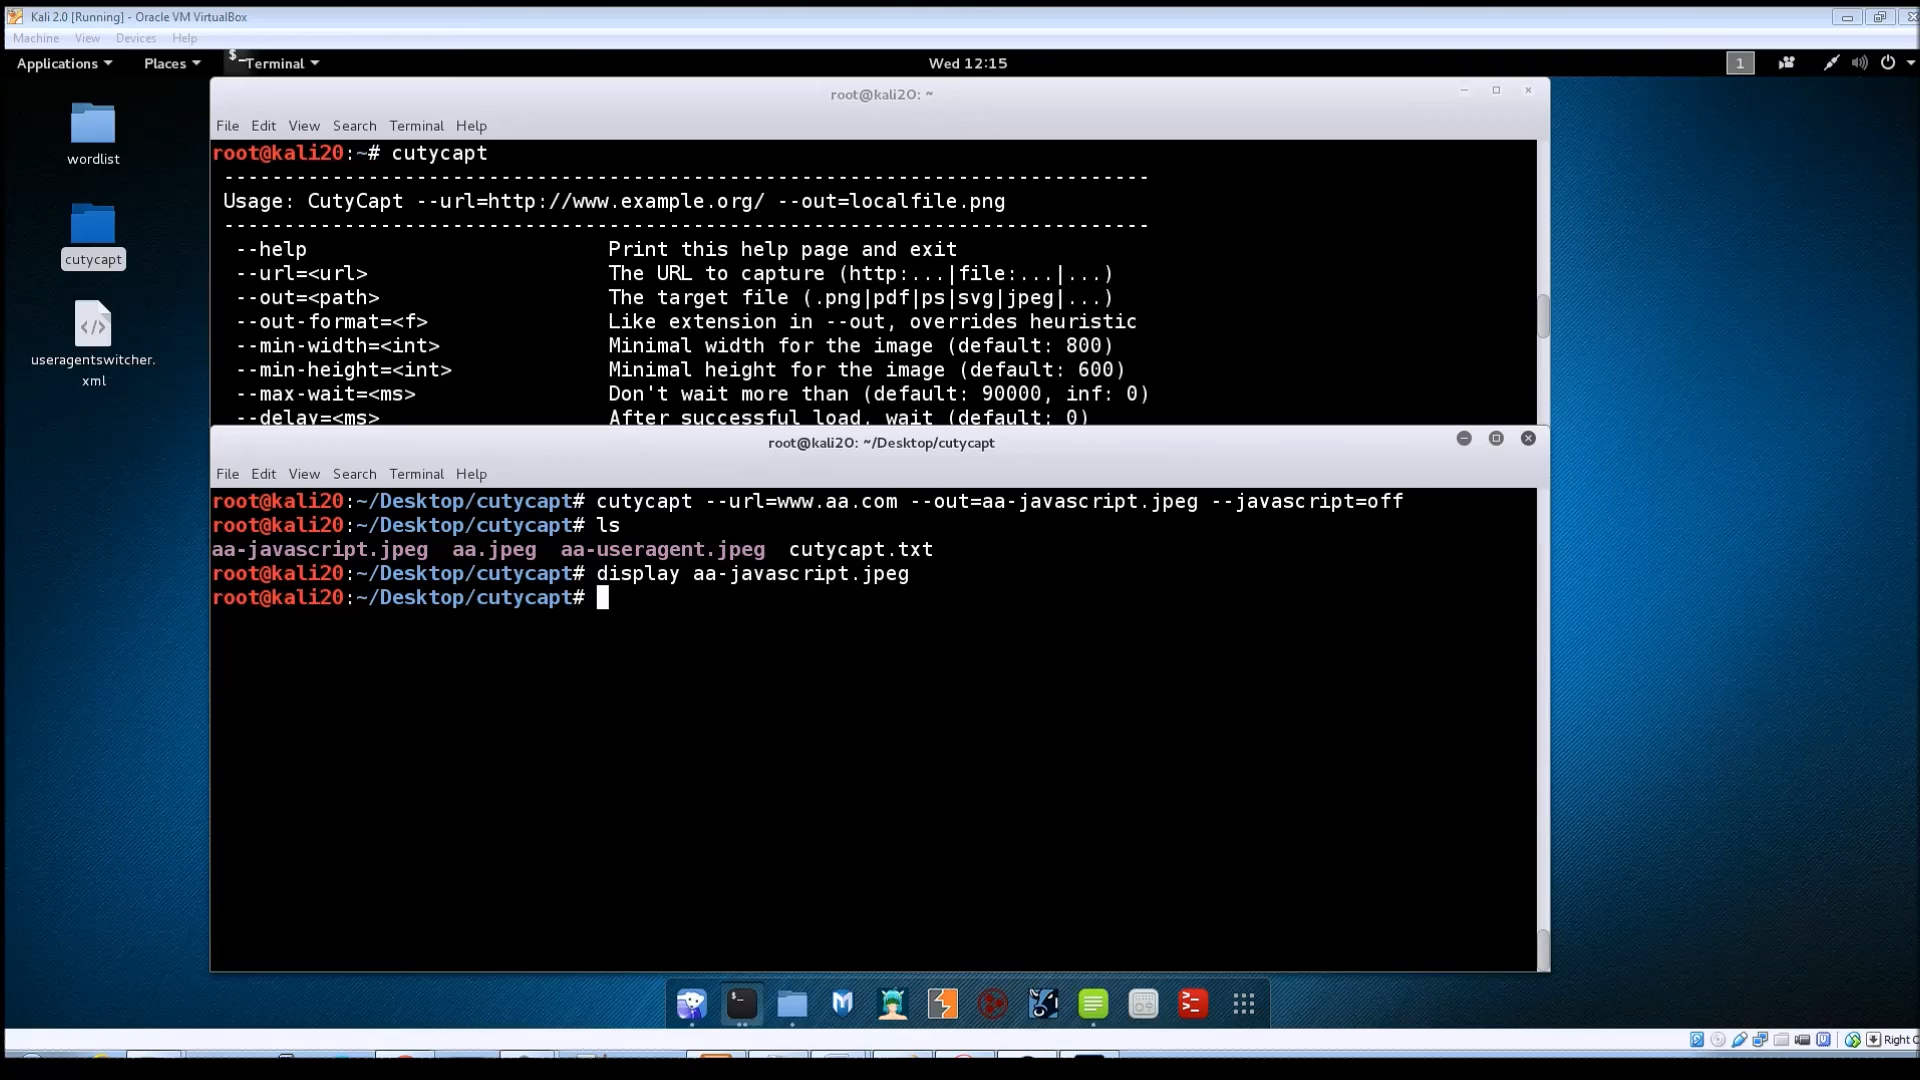 Kali 2.0 [Running] - Oracle VM VirtualBox
Machine View Devices Help
Applications Places Terminal Wed 12:15 1
wordlist
cutycapt
useragentswitcher.
xml
root@kali20: ~
File Edit View Search Terminal Help
root@kali20:~# cutycapt
-----------------------------------------------------------------------------
Usage: CutyCapt --url=http://www.example.org/ --out=localfile.png
-----------------------------------------------------------------------------
--help Print this help page and exit
--url=<url> The URL to capture (http:...|file:...|...)
--out=<path> The target file (.png|pdf|ps|svg|jpeg|...)
--out-format=<f> Like extension in --out, overrides heuristic
--min-width=<int> Minimal width for the image (default: 800)
--min-height=<int> Minimal height for the image (default: 600)
--max-wait=<ms> Don't wait more than (default: 90000, inf: 0)
--delay=<ms> After successful load, wait (default: 0)
root@kali20: ~/Desktop/cutycapt
File Edit View Search Terminal Help
root@kali20:~/Desktop/cutycapt# cutycapt --url=www.aa.com --out=aa-javascript.jpeg --javascript=off
root@kali20:~/Desktop/cutycapt# ls
aa-javascript.jpeg aa.jpeg aa-useragent.jpeg cutycapt.txt
root@kali20:~/Desktop/cutycapt# display aa-javascript.jpeg
root@kali20:~/Desktop/cutycapt#
Right C